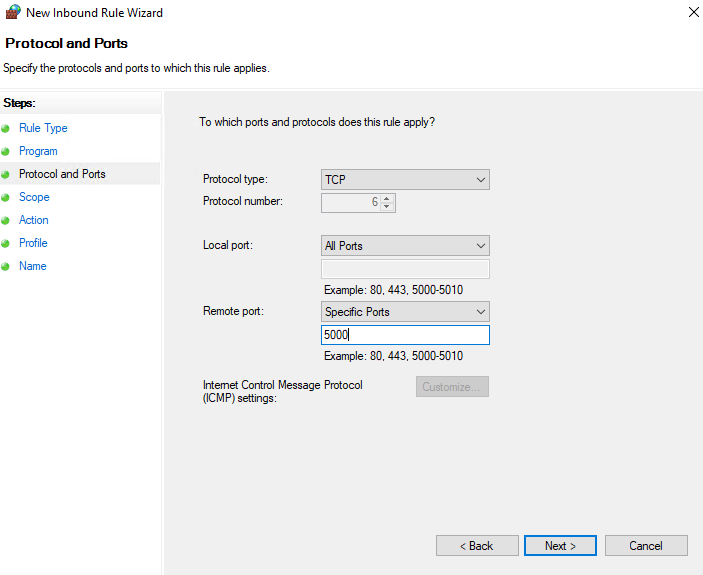 New Inbound Rule Wizard
Protocol and Ports
Specify the protocols and ports to which this rule applies.
Steps:
Rule Type
Program
Protocol and Ports
Scope
Action
Profile
Name
To which ports and protocols does this rule apply?
Protocol type:
TCP
Protocol number:
6
Local port:
All Ports
Example: 80, 443, 5000-5010
Remote port:
Specific Ports
5000
Example: 80, 443, 5000-5010
Internet Control Message Protocol
(ICMP) settings:
Customize...
< Back
Next >
Cancel